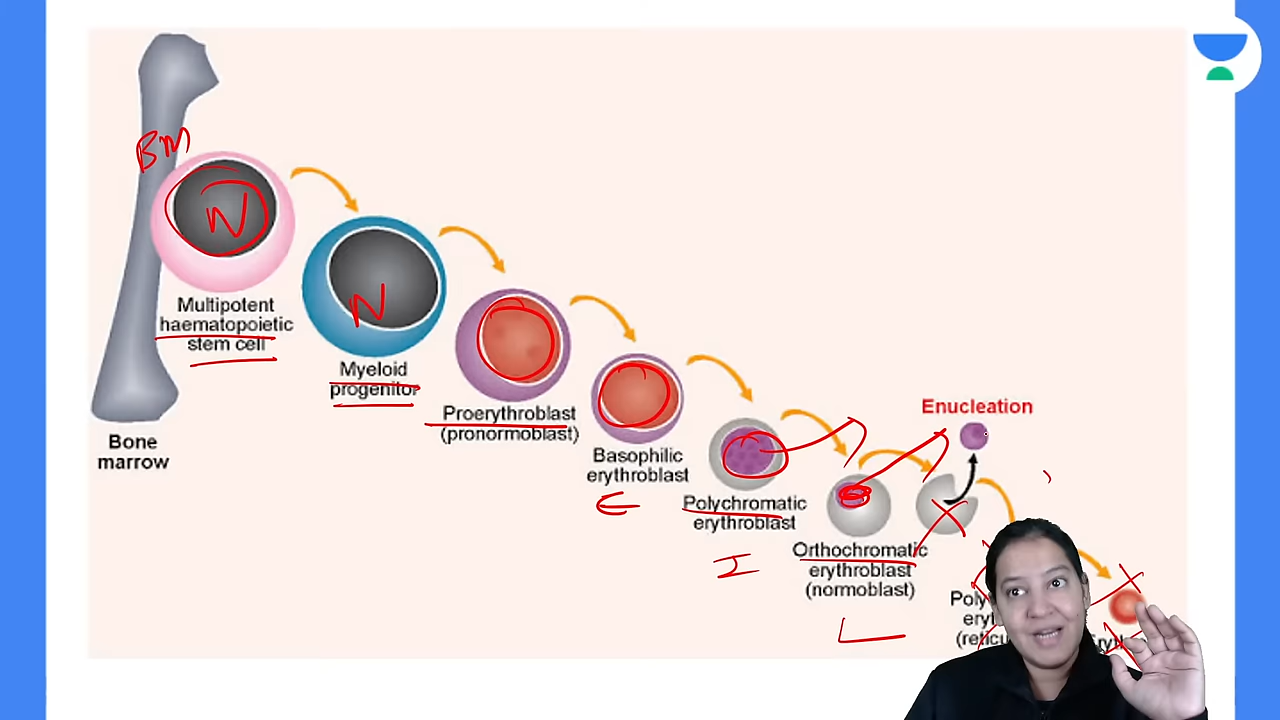 BM
N
Multipotent
haematopoietic
stem cell
N
Myeloid
progenitor
Proerythroblast
(pronormoblast)
Bone
marrow
Basophilic
erythroblast
E
Polychromatic
erythroblast
I
Orthochromatic
erythroblast
(normoblast)
L
Enucleation